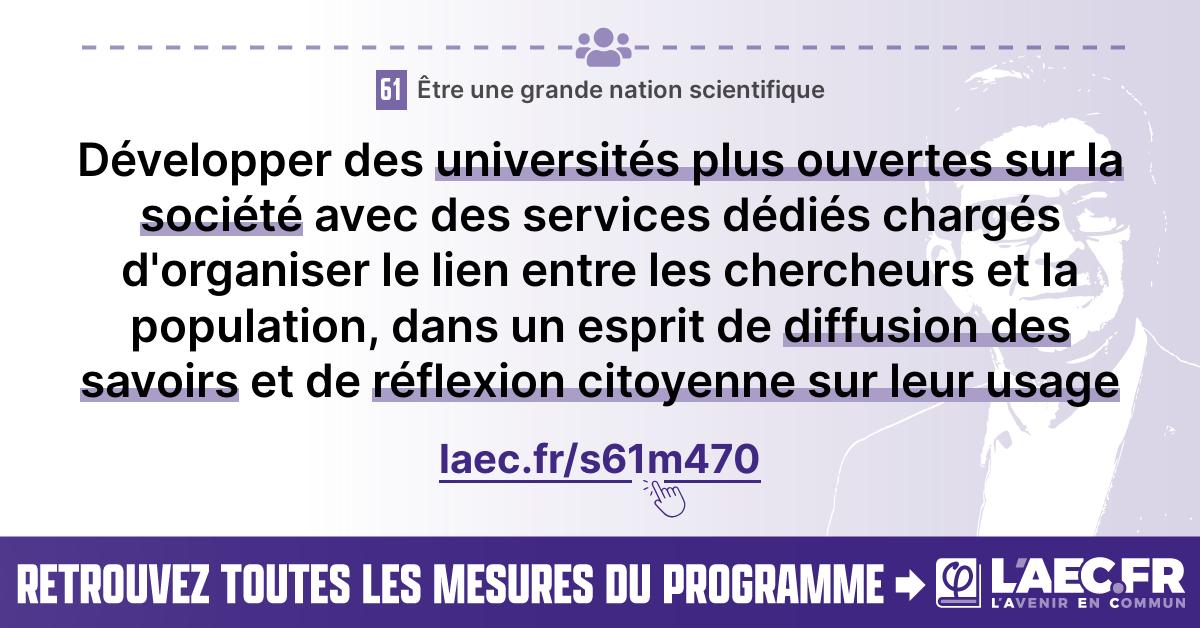 61 Être une grande nation scientifique
Développer des universités plus ouvertes sur la
société avec des services dédiés chargés
d'organiser le lien entre les chercheurs et la
population, dans un esprit de diffusion des
savoirs et de réflexion citoyenne sur leur usage
laec.fr/s61m470
RETROUVEZ TOUTES LES MESURES DU PROGRAMME
L'AEC.FR
L'AVENIR EN COMMUN